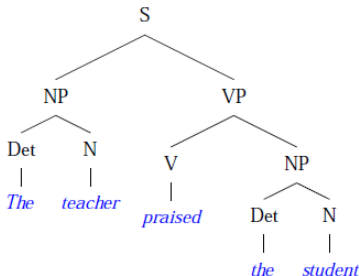 S
NP VP
Det N V NP
The teacher praised Det N
the student